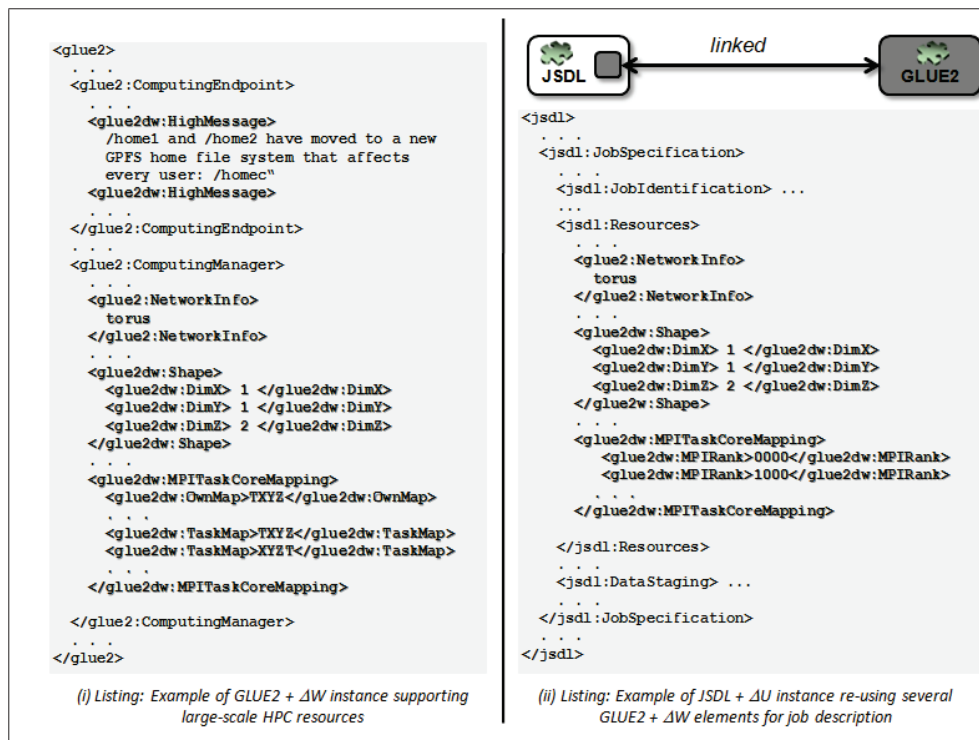 <glue2>
. . .
<glue2:ComputingEndpoint>
. . .
<glue2dw:HighMessage>
/home1 and /home2 have moved to a new
GPFS home file system that affects
every user: /homec“
<glue2dw:HighMessage>
. . .
</glue2:ComputingEndpoint>
. . .
<glue2:ComputingManager>
. . .
<glue2:NetworkInfo>
torus
</glue2:NetworkInfo>
. . .
<glue2dw:Shape>
<glue2dw:DimX> 1 </glue2dw:DimX>
<glue2dw:DimY> 1 </glue2dw:DimY>
<glue2dw:DimZ> 2 </glue2dw:DimZ>
</glue2dw:Shape>
. . .
<glue2dw:MPITaskCoreMapping>
<glue2dw:OwnMap>TXYZ</glue2dw:OwnMap>
. . .
<glue2dw:TaskMap>TXYZ</glue2dw:TaskMap>
<glue2dw:TaskMap>XYZT</glue2dw:TaskMap>
. . .
</glue2dw:MPITaskCoreMapping>
</glue2:ComputingManager>
. . .
</glue2>
(i) Listing: Example of GLUE2 + ΔW instance supporting
large-scale HPC resources
linked
JSDL
GLUE2
<jsdl>
. . .
<jsdl:JobSpecification>
. . .
<jsdl:JobIdentification> ...
...
<jsdl:Resources>
. . .
<glue2:NetworkInfo>
torus
</glue2:NetworkInfo>
. . .
<glue2dw:Shape>
<glue2dw:DimX> 1 </glue2dw:DimX>
<glue2dw:DimY> 1 </glue2dw:DimY>
<glue2dw:DimZ> 2 </glue2dw:DimZ>
</glue2w:Shape>
. . .
<glue2dw:MPITaskCoreMapping>
<glue2dw:MPIRank>0000</glue2dw:MPIRank>
<glue2dw:MPIRank>1000</glue2dw:MPIRank>
. . .
</glue2dw:MPITaskCoreMapping>
</jsdl:Resources>
. . .
<jsdl:DataStaging> ...
. . .
</jsdl:JobSpecification>
. . .
</jsdl>
(ii) Listing: Example of JSDL + ΔU instance re-using several
GLUE2 + ΔW elements for job description